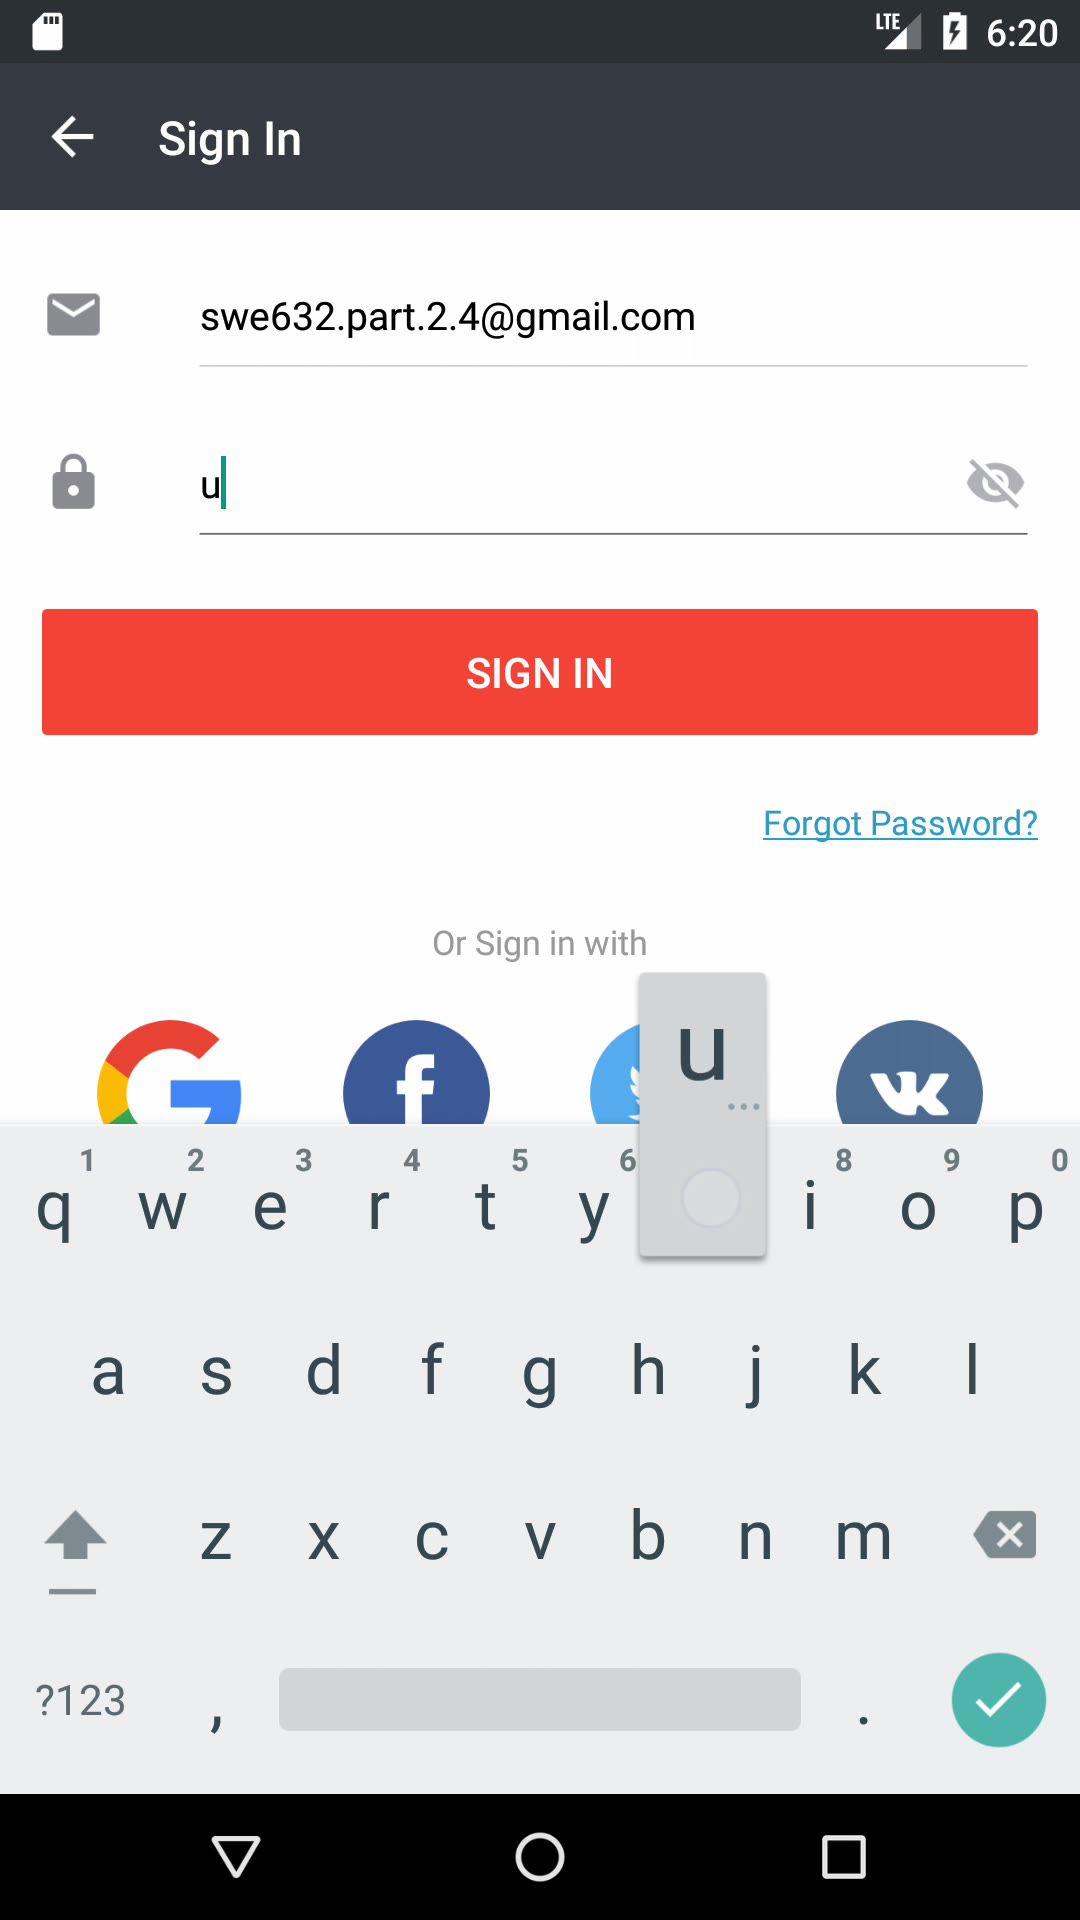 LTE 6:20
Sign In
swe632.part.2.4@gmail.com
u
SIGN IN
Forgot Password?
Or Sign in with
u
...
1 2 3 4 5 6 8 9 0
q w e r t y i o p
a s d f g h j k l
z x c v b n m
?123 , .